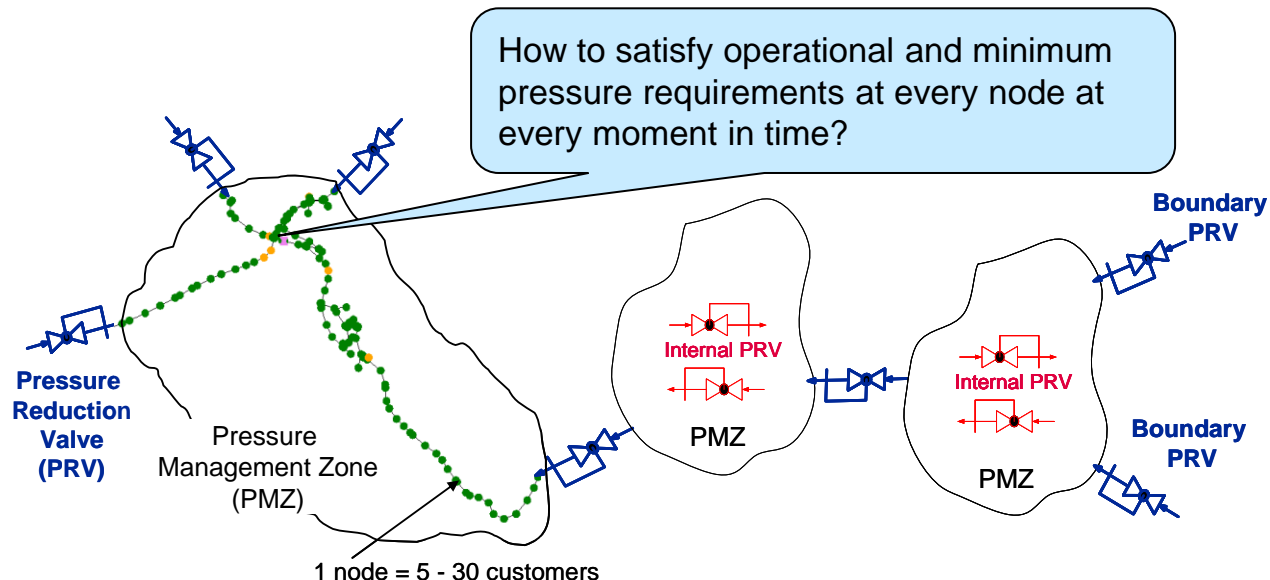 How to satisfy operational and minimum
pressure requirements at every node at
every moment in time?
Boundary
PRV
Internal PRV
Internal PRV
Pressure
Reduction
Valve
(PRV)
Pressure
Management Zone
(PMZ)
PMZ
PMZ
Boundary
PRV
1 node = 5 - 30 customers